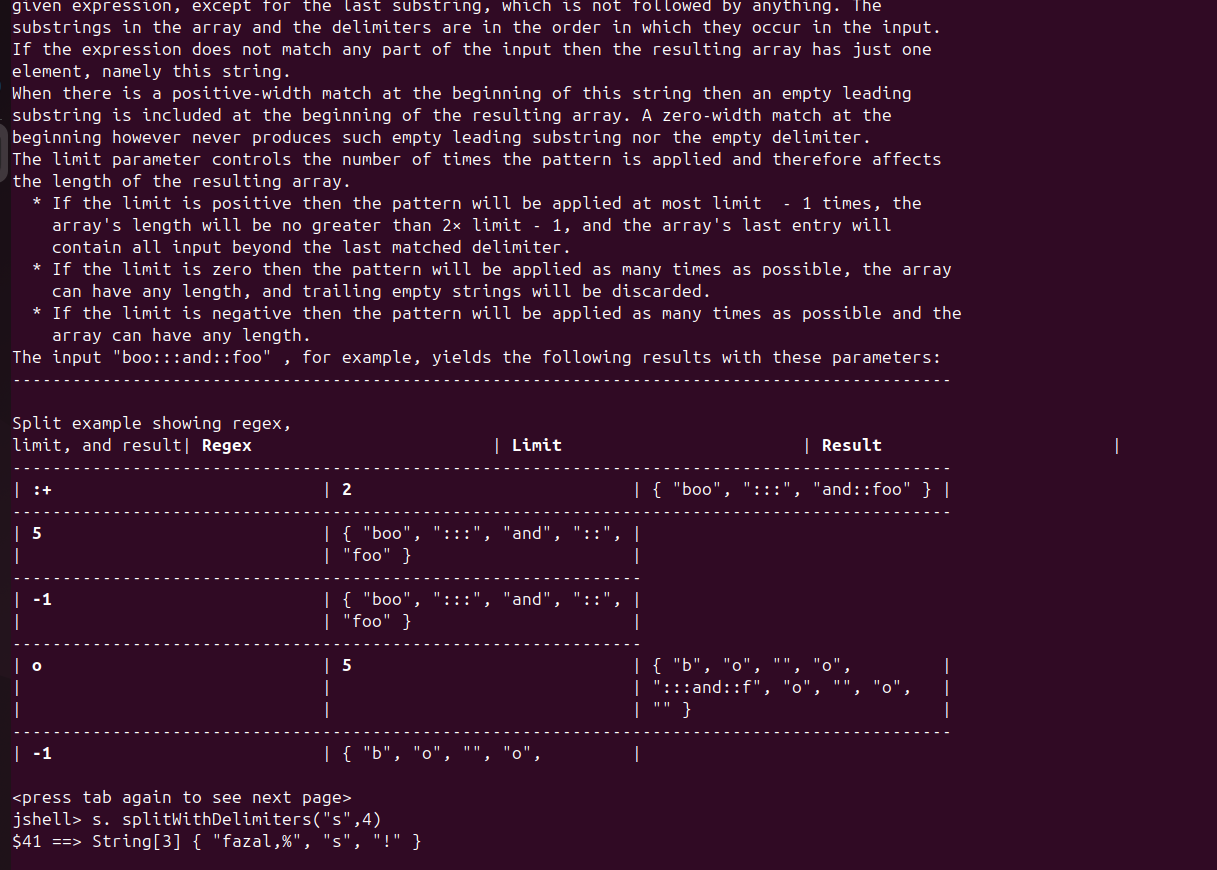 given expression, except for the last substring, which is not followed by anything. The
substrings in the array and the delimiters are in the order in which they occur in the input.
If the expression does not match any part of the input then the resulting array has just one
element, namely this string.
When there is a positive-width match at the beginning of this string then an empty leading
substring is included at the beginning of the resulting array. A zero-width match at the
beginning however never produces such empty leading substring nor the empty delimiter.
The limit parameter controls the number of times the pattern is applied and therefore affects
the length of the resulting array.
  * If the limit is positive then the pattern will be applied at most limit  - 1 times, the
    array's length will be no greater than 2× limit - 1, and the array's last entry will
    contain all input beyond the last matched delimiter.
  * If the limit is zero then the pattern will be applied as many times as possible, the array
    can have any length, and trailing empty strings will be discarded.
  * If the limit is negative then the pattern will be applied as many times as possible and the
    array can have any length.
The input "boo:::and::foo" , for example, yields the following results with these parameters:
----------------------------------------------------------------------------------------------
Split example showing regex,
limit, and result| Regex                        | Limit                        | Result                       |
----------------------------------------------------------------------------------------------
| :+                           | 2                            | { "boo", ":::", "and::foo" } |
----------------------------------------------------------------------------------------------
| 5                            | { "boo", ":::", "and", "::", |
|                              | "foo" }                      |
---------------------------------------------------------------
| -1                           | { "boo", ":::", "and", "::", |
|                              | "foo" }                      |
---------------------------------------------------------------
| o                            | 5                            | { "b", "o", "", "o",         |
|                              |                              | ":::and::f", "o", "", "o",   |
|                              |                              | "" }                         |
----------------------------------------------------------------------------------------------
| -1                           | { "b", "o", "", "o",         |
<press tab again to see next page>
jshell> s. splitWithDelimiters("s",4)
$41 ==> String[3] { "fazal,%", "s", "!" }